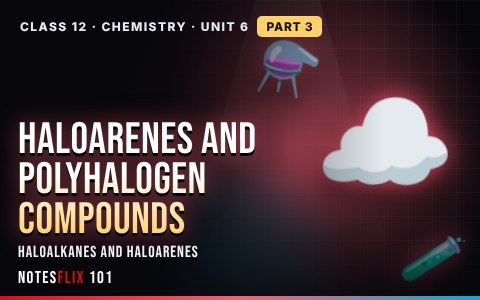 CLASS 12 · CHEMISTRY · UNIT 6 PART 3
HALOARENES AND
POLYHALOGEN
COMPOUNDS
HALOALKANES AND HALOARENES
NOTESFLIX 101